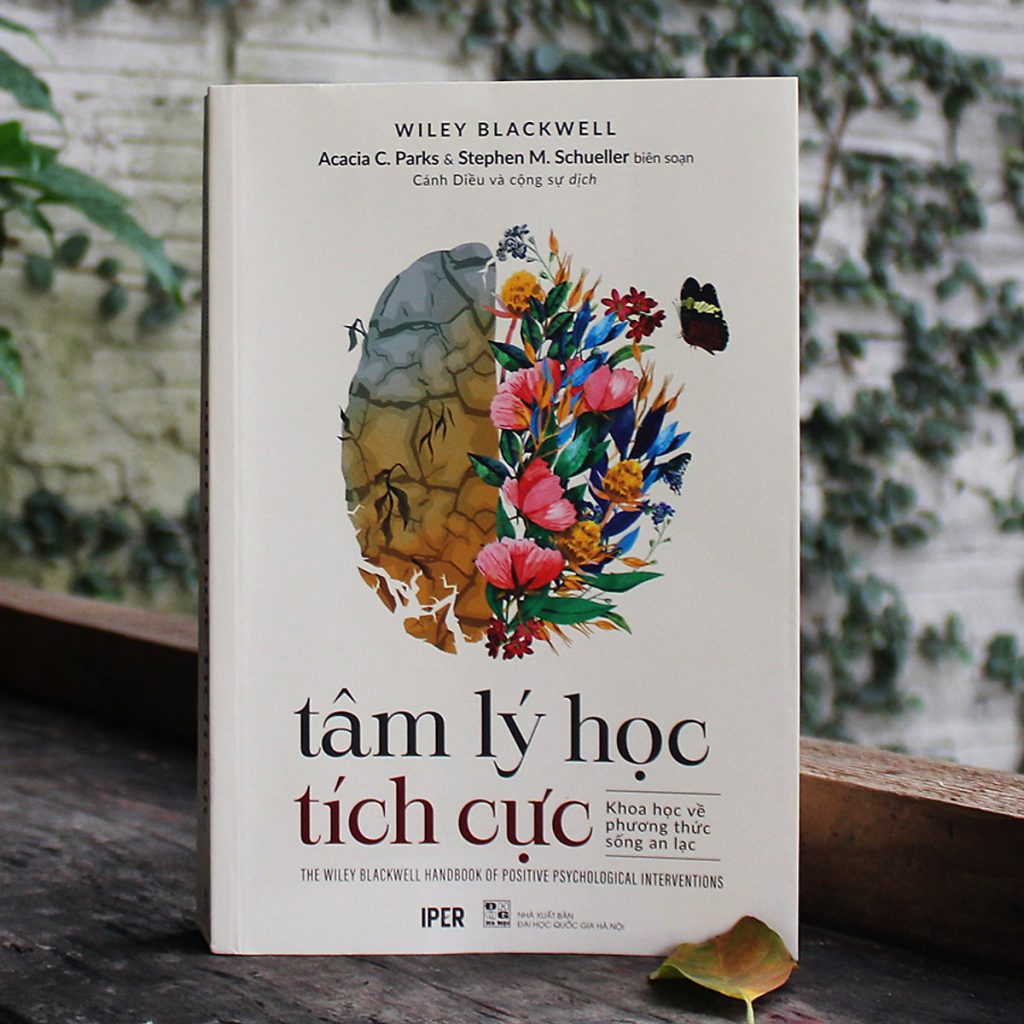 WILEY BLACKWELL
Acacia C. Parks & Stephen M. Schueller biên soạn
Cánh Diều và cộng sự dịch
tâm lý học
tích cực
Khoa học về
phương thức
sống an lạc
THE WILEY BLACKWELL HANDBOOK OF POSITIVE PSYCHOLOGICAL INTERVENTIONS
IPER
HÀ NỘI
NHÀ XUẤT BẢN
ĐẠI HỌC QUỐC GIA HÀ NỘI